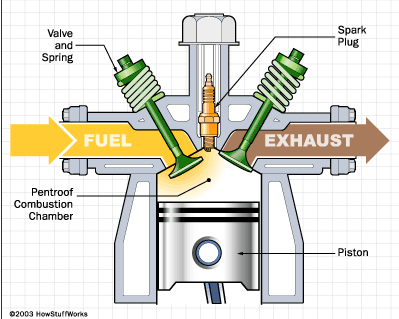 Valve
and
Spring
Spark
Plug
FUEL
EXHAUST
Pentroof
Combustion
Chamber
Piston
©2003 HowStuffWorks